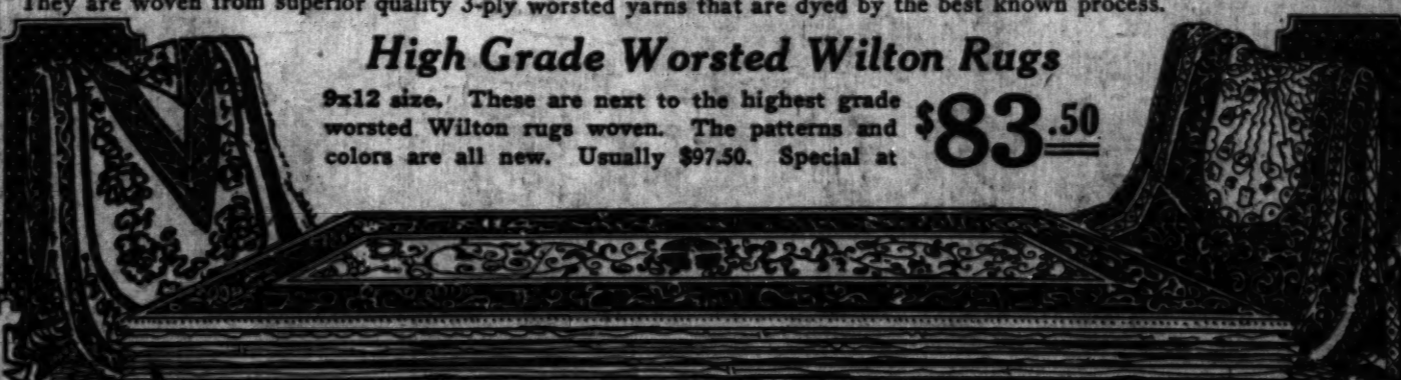 They are woven from superior quality 3-ply worsted yarns that are dyed by the best known process.
High Grade Worsted Wilton Rugs
9x12 size. These are next to the highest grade
worsted Wilton rugs woven. The patterns and
colors are all new. Usually $97.50. Special at
$83.50